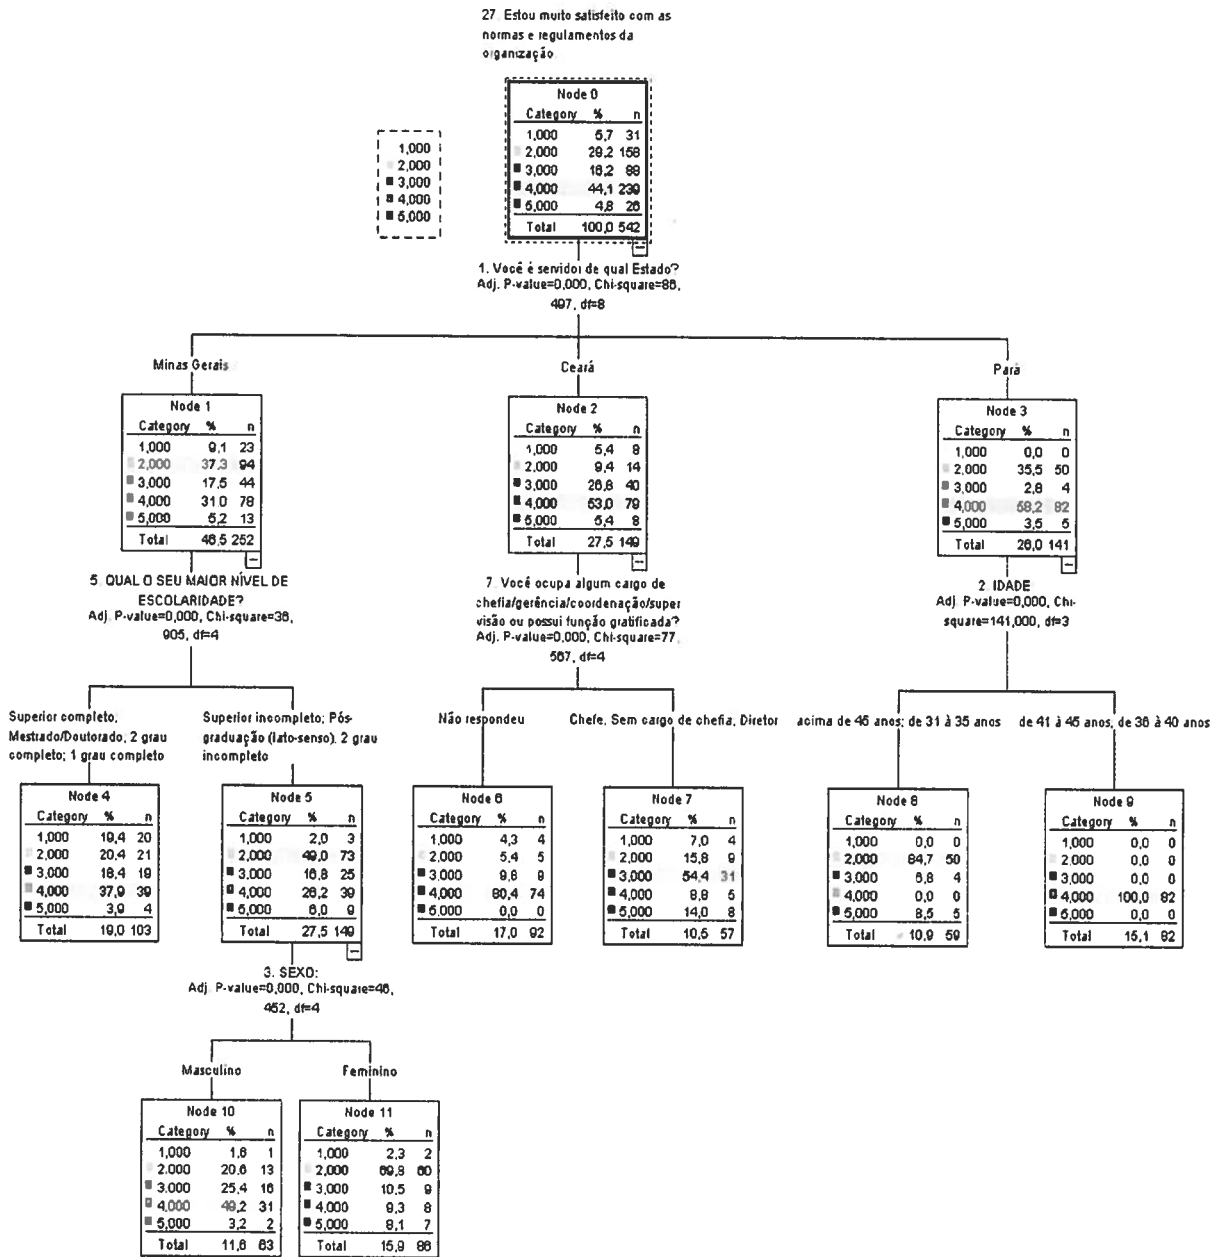 27. Estou muito satisfeito com as
normas e regulamentos da
organização
Node 0
Category % n
1,000 5,7 31
2,000 29,2 158
3,000 16,2 88
4,000 44,1 239
5,000 4,8 26
Total 100,0 542
1,000
2,000
3,000
4,000
5,000
1. Você é servidor de qual Estado?
Adj. P-value=0,000, Chi-square=86,
497, df=8
Minas Gerais
Ceará
Pará
Node 1
Category % n
1,000 9,1 23
2,000 37,3 94
3,000 17,5 44
4,000 31,0 78
5,000 5,2 13
Total 46,5 252
Node 2
Category % n
1,000 5,4 8
2,000 9,4 14
3,000 26,8 40
4,000 53,0 79
5,000 5,4 8
Total 27,5 149
Node 3
Category % n
1,000 0,0 0
2,000 35,5 50
3,000 2,8 4
4,000 58,2 82
5,000 3,5 5
Total 26,0 141
5. QUAL O SEU MAIOR NÍVEL DE
ESCOLARIDADE?
Adj. P-value=0,000, Chi-square=36,
905, df=4
7. Você ocupa algum cargo de
chefia/gerência/coordenação/super
visão ou possui função gratificada?
Adj. P-value=0,000, Chi-square=77,
567, df=4
2. IDADE
Adj. P-value=0,000, Chi-
square=141,000, df=3
Superior completo;
Mestrado/Doutorado; 2 grau
completo; 1 grau completo
Superior incompleto; Pós-
graduação (lato-senso); 2 grau
incompleto
Não respondeu
Chefe; Sem cargo de chefia; Diretor
acima de 45 anos; de 31 à 35 anos
de 41 à 45 anos; de 36 à 40 anos
Node 4
Category % n
1,000 19,4 20
2,000 20,4 21
3,000 18,4 19
4,000 37,9 39
5,000 3,9 4
Total 19,0 103
Node 5
Category % n
1,000 2,0 3
2,000 49,0 73
3,000 16,8 25
4,000 26,2 39
5,000 6,0 9
Total 27,5 149
Node 6
Category % n
1,000 4,3 4
2,000 5,4 5
3,000 9,8 9
4,000 80,4 74
5,000 0,0 0
Total 17,0 92
Node 7
Category % n
1,000 7,0 4
2,000 15,8 9
3,000 54,4 31
4,000 8,8 5
5,000 14,0 8
Total 10,5 57
Node 8
Category % n
1,000 0,0 0
2,000 84,7 50
3,000 6,8 4
4,000 0,0 0
5,000 8,5 5
Total 10,9 59
Node 9
Category % n
1,000 0,0 0
2,000 0,0 0
3,000 0,0 0
4,000 100,0 82
5,000 0,0 0
Total 15,1 82
3. SEXO:
Adj. P-value=0,000, Chi-square=46,
452, df=4
Masculino
Feminino
Node 10
Category % n
1,000 1,6 1
2,000 20,6 13
3,000 25,4 16
4,000 49,2 31
5,000 3,2 2
Total 11,6 63
Node 11
Category % n
1,000 2,3 2
2,000 69,8 60
3,000 10,5 9
4,000 9,3 8
5,000 8,1 7
Total 15,9 86